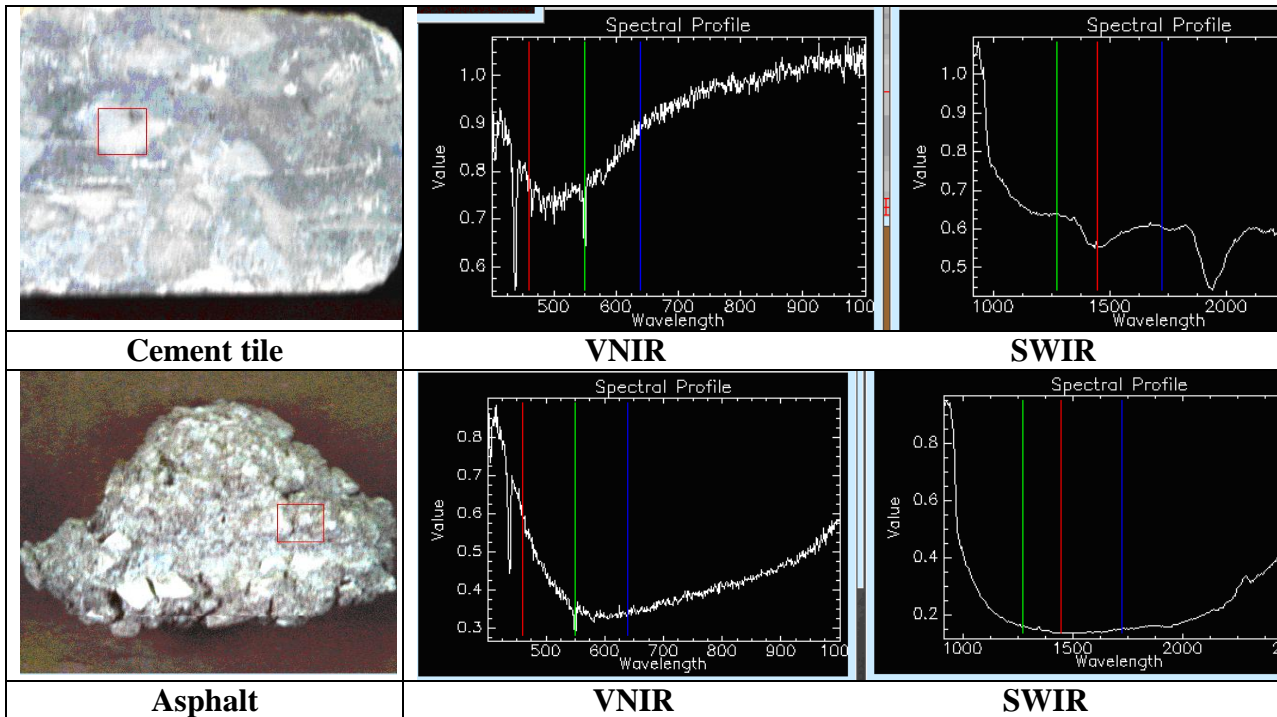 Spectral Profile
Spectral Profile
1.0
0.9
0.8
0.7
0.6
Value
500 600 700 800 900 100
Wavelength
1.0
0.9
0.8
0.7
0.6
0.5
Value
1000 1500 2000
Wavelength
Cement tile VNIR SWIR
Spectral Profile
Spectral Profile
0.8
0.7
0.6
0.5
0.4
0.3
Value
500 600 700 800 900 1000
Wavelength
0.8
0.6
0.4
0.2
Value
1000 1500 2000 2
Wavelength
Asphalt VNIR SWIR